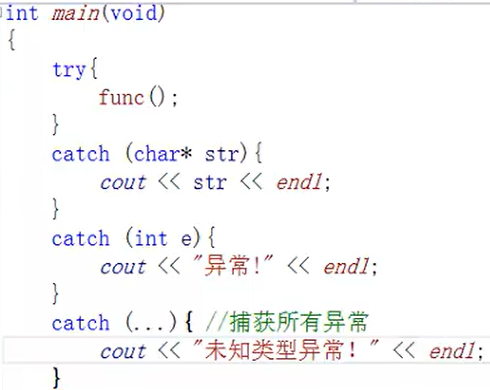 int main(void)
{
    try{
        func();
    }
    catch (char* str){
        cout << str << endl;
    }
    catch (int e){
        cout << "异常!" << endl;
    }
    catch (...){ //捕获所有异常
        cout << "未知类型异常！" << endl;
    }